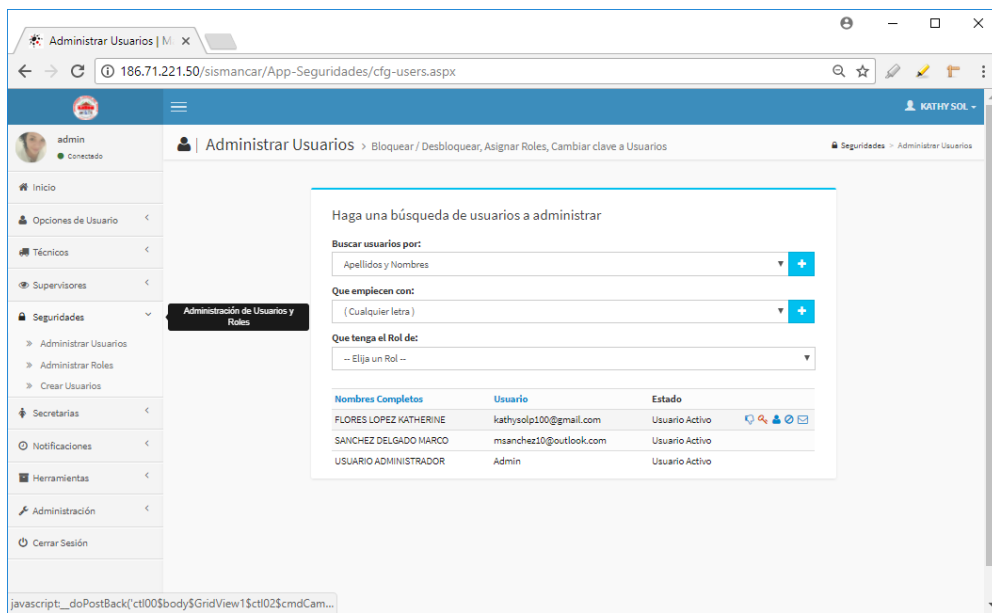 Administrar Usuarios | M
186.71.221.50/sismancar/App-Seguridades/cfg-users.aspx
KATHY SOL
admin
Conectado
Administrar Usuarios > Bloquear / Desbloquear, Asignar Roles, Cambiar clave a Usuarios
Seguridades > Administrar Usuarios
Inicio
Opciones de Usuario
Técnicos
Supervisores
Seguridades
Administración de Usuarios y
Roles
Administrar Usuarios
Administrar Roles
Crear Usuarios
Secretarias
Notificaciones
Herramientas
Administración
Cerrar Sesión
Haga una búsqueda de usuarios a administrar
Buscar usuarios por:
Apellidos y Nombres
Que empiecen con:
( Cualquier letra )
Que tenga el Rol de:
-- Elija un Rol --
Nombres Completos Usuario Estado
FLORES LOPEZ KATHERINE kathysolp100@gmail.com Usuario Activo
SANCHEZ DELGADO MARCO msanchez10@outlook.com Usuario Activo
USUARIO ADMINISTRADOR Admin Usuario Activo
javascript:__doPostBack('ctl00$body$GridView1$ctl02$cmdCam...